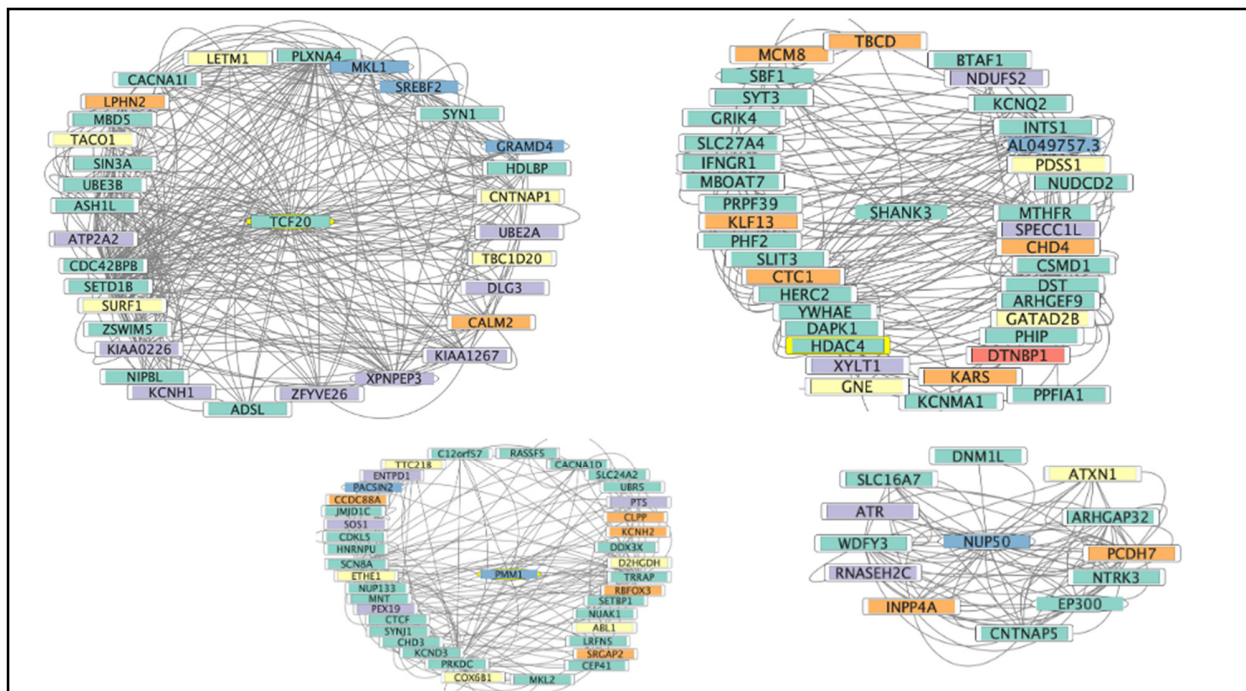 LETM1
PLXNA4
MKL1
CACNA1I
SREBF2
LPHN2
SYN1
MBD5
TACO1
GRAMD4
SIN3A
HDLBP
UBE3B
CNTNAP1
ASH1L
TCF20
UBE2A
ATP2A2
TBC1D20
CDC42BPB
SETD1B
DLG3
SURF1
ZSWIM5
CALM2
KIAA0226
KIAA1267
NIPBL
XPNPEP3
KCNH1
ZFYVE26
ADSL
TBCD
MCM8
BTAF1
SBF1
NDUFS2
SYT3
KCNQ2
GRIK4
INTS1
SLC27A4
AL049757.3
IFNGR1
PDSS1
MBOAT7
NUDCD2
PRPF39
SHANK3
MTHFR
KLF13
SPECC1L
PHF2
CHD4
SLIT3
CSMD1
CTC1
DST
HERC2
ARHGEF9
YWHAE
GATAD2B
DAPK1
PHIP
HDAC4
DTNBP1
XYLT1
KARS
GNE
KCNMA1
PPFIA1
C12orf57
RASSF5
TTC21B
CACNA1D
ENTPD1
SLC24A2
PACSIN2
UBR5
CCDC88A
PTS
JMJD1C
CLPP
SOS1
KCNH2
CDKL5
DDX3X
HNRNPU
D2HGDH
SCN8A
TRRAP
ETHE1
PMM1
RBFOX3
NUP133
SETBP1
MNT
NUAK1
PEX19
ABL1
CTCF
LRFN5
SYNJ1
SRGAP2
CHD3
CEP41
KCND3
PRKDC
COX6B1
MKL2
DNM1L
SLC16A7
ATXN1
ATR
ARHGAP32
WDFY3
NUP50
PCDH7
RNASEH2C
NTRK3
INPP4A
EP300
CNTNAP5